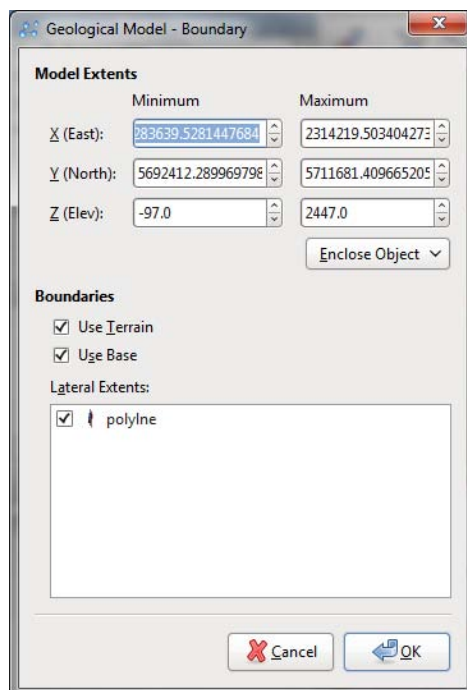 Geological Model - Boundary
Model Extents
Minimum Maximum
X (East): 283639.5281447684 2314219.503404273
Y (North): 5692412.289969798 5711681.409665205
Z (Elev): -97.0 2447.0
Enclose Object
Boundaries
Use Terrain
Use Base
Lateral Extents:
polylne
Cancel OK